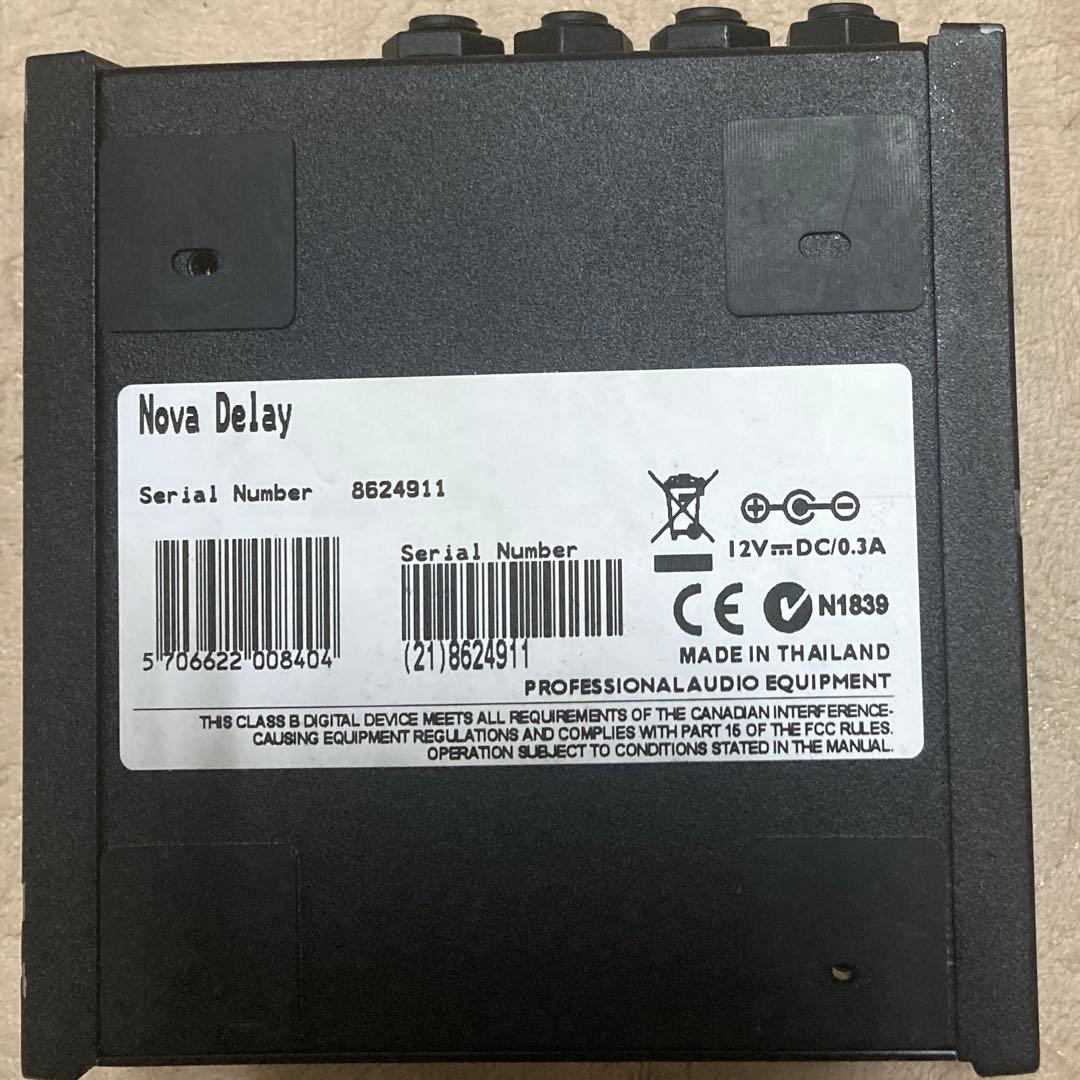 Nova Delay
Serial Number 8624911
Serial Number
5 706622 008404
(21)8624911
12V DC/0.3A
CE N1839
MADE IN THAILAND
PROFESSIONAL AUDIO EQUIPMENT
THIS CLASS B DIGITAL DEVICE MEETS ALL REQUIREMENTS OF THE CANADIAN INTERFERENCE-
CAUSING EQUIPMENT REGULATIONS AND COMPLIES WITH PART 15 OF THE FCC RULES.
OPERATION SUBJECT TO CONDITIONS STATED IN THE MANUAL.